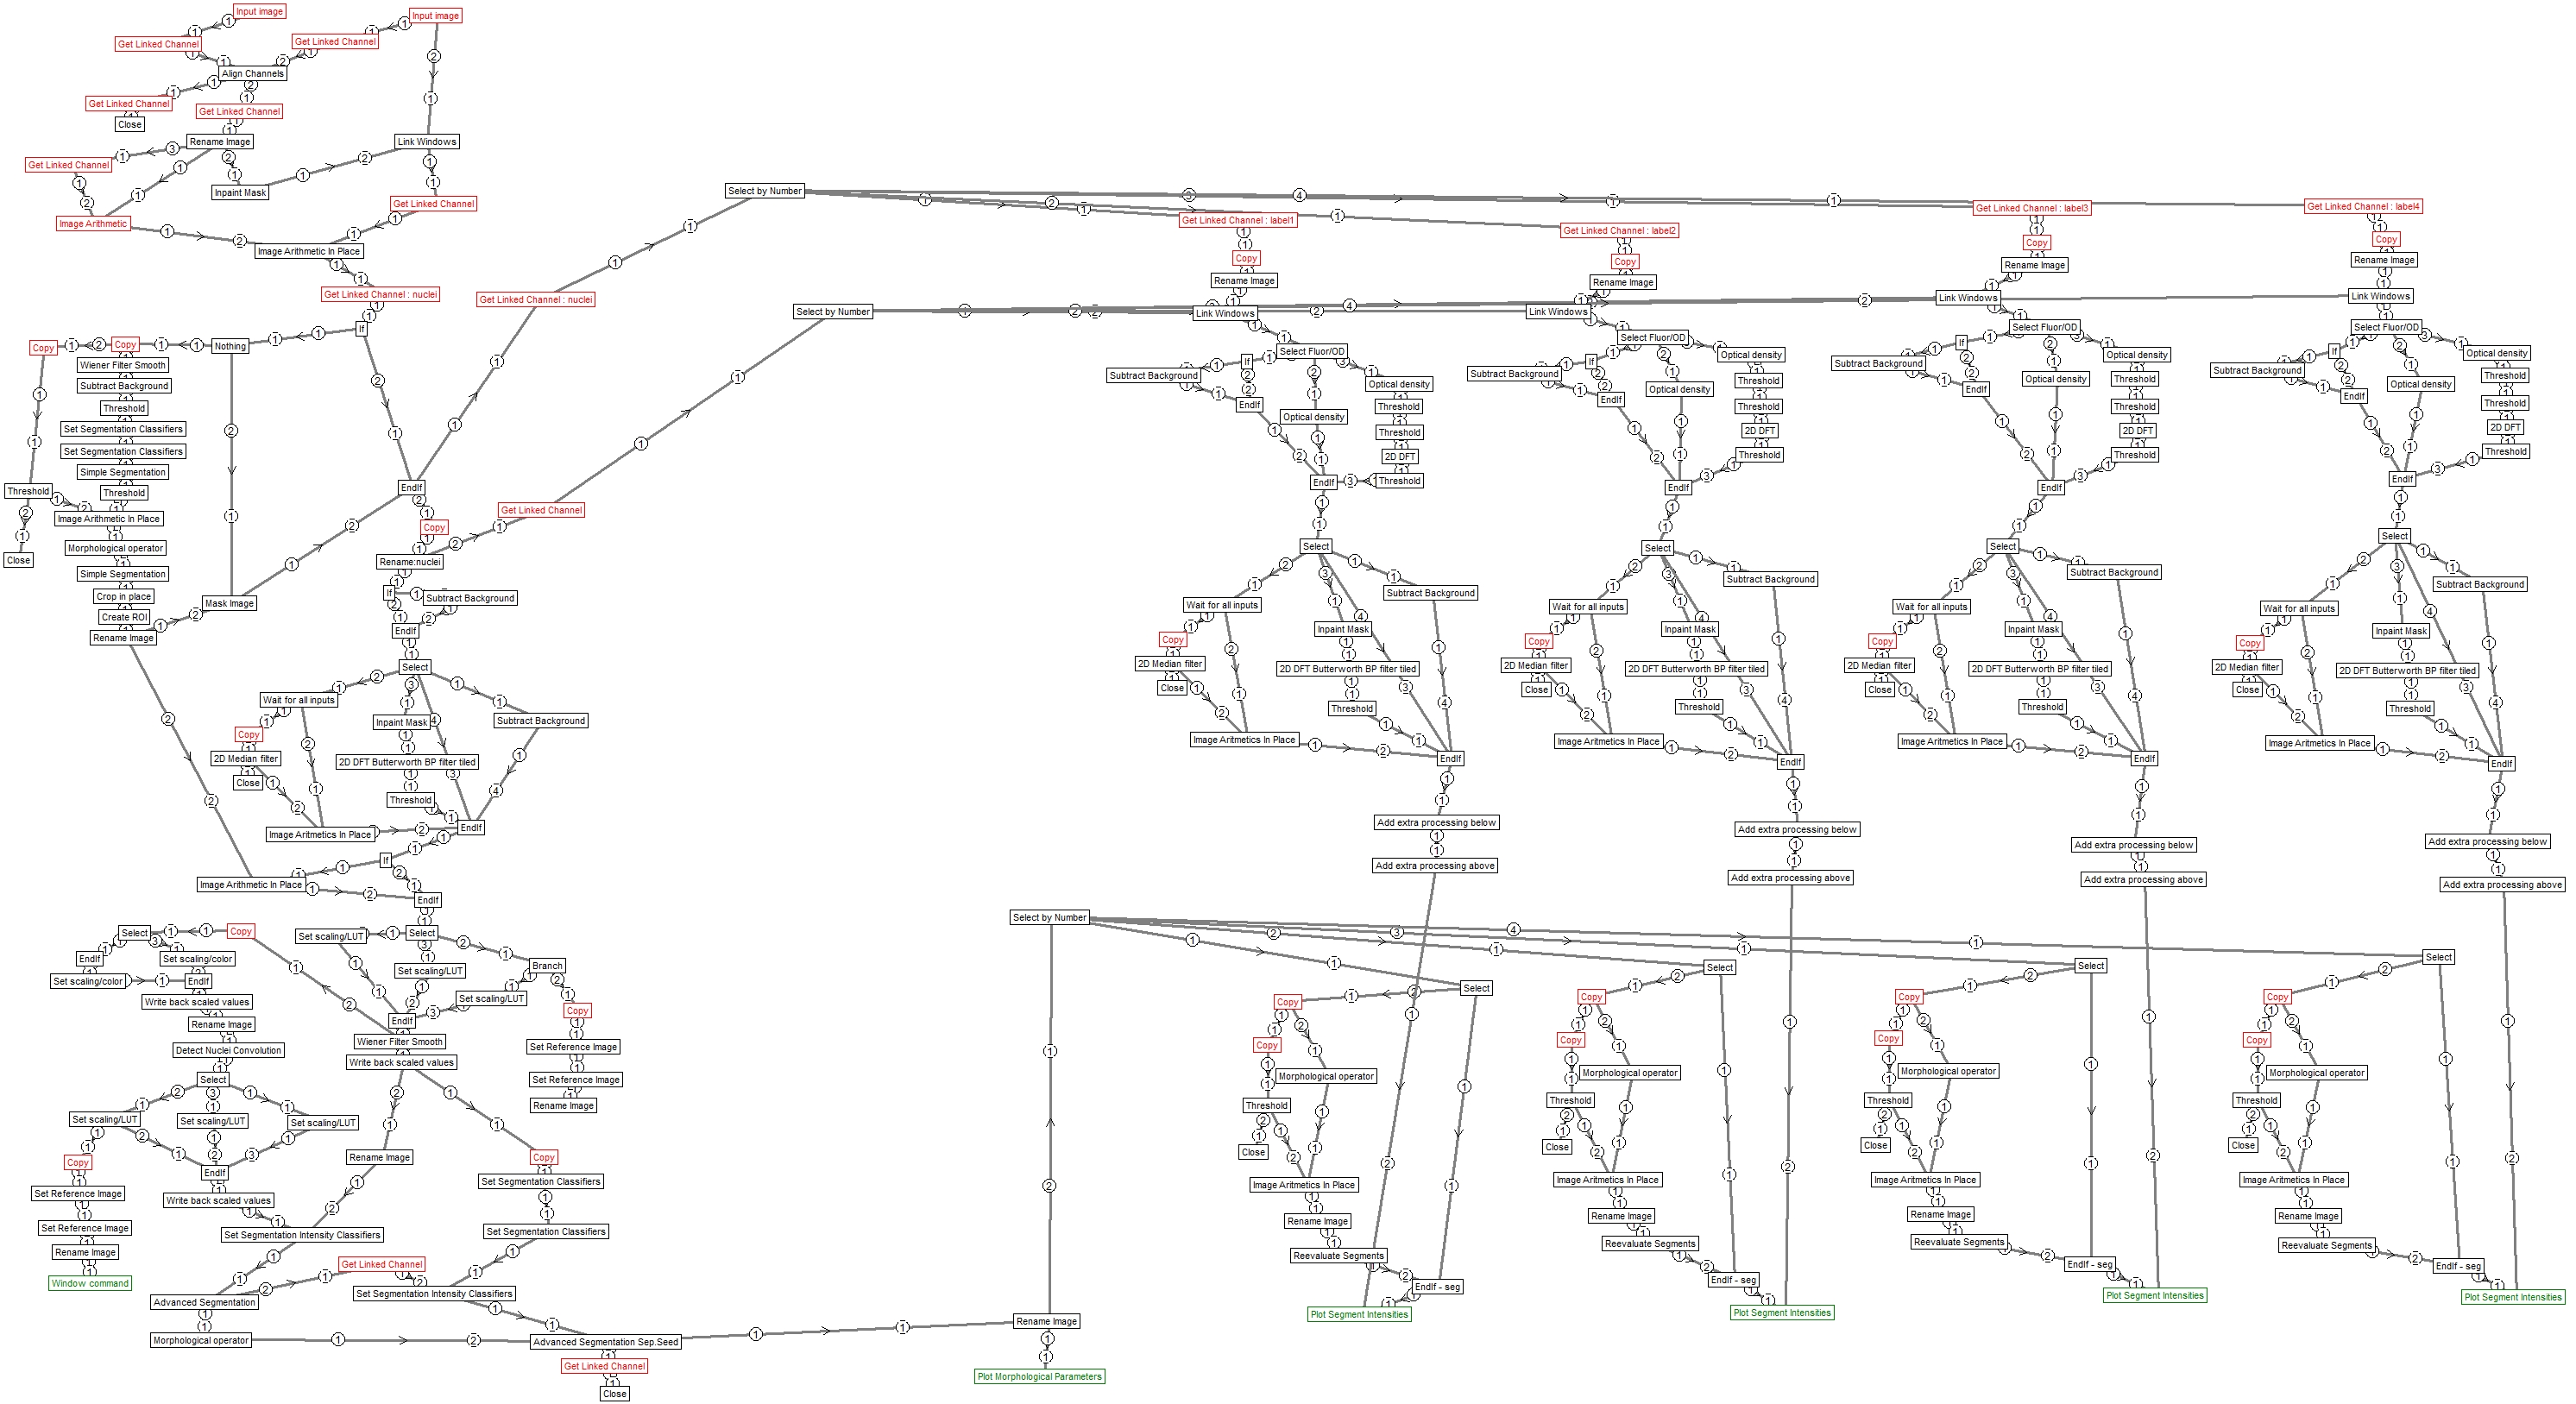 Input image
Input image
Get Linked Channel
Get Linked Channel
Align Channels
Get Linked Channel
Get Linked Channel
Close
Rename Image
Link Windows
Get Linked Channel
Inpaint Mask
Get Linked Channel
Image Arithmetic
Image Arithmetic In Place
Get Linked Channel : nuclei
If
Nothing
Copy
Copy
Wiener Filter Smooth
Subtract Background
Threshold
Set Segmentation Classifiers
Set Segmentation Classifiers
Simple Segmentation
Threshold
Threshold
Image Arithmetic In Place
Close
Morphological operator
Simple Segmentation
Crop in place
Create ROI
Rename Image
Mask Image
EndIf
Copy
Rename:nuclei
Get Linked Channel : nuclei
Get Linked Channel
Select by Number
Select by Number
If
Subtract Background
EndIf
Select
Wait for all inputs
Copy
2D Median filter
Close
Inpaint Mask
2D DFT Butterworth BP filter tiled
Threshold
Subtract Background
Image Aritmetics In Place
EndIf
If
Image Arithmetic In Place
EndIf
Select
Copy
Set scaling/LUT
Select
EndIf
Set scaling/color
Set scaling/color
EndIf
Write back scaled values
Rename Image
Detect Nuclei Convolution
Set scaling/LUT
Branch
Set scaling/LUT
Copy
EndIf
Wiener Filter Smooth
Write back scaled values
Set Reference Image
Set Reference Image
Rename Image
Select
Set scaling/LUT
Set scaling/LUT
Set scaling/LUT
Copy
EndIf
Set Reference Image
Write back scaled values
Set Reference Image
Rename Image
Window command
Rename Image
Copy
Set Segmentation Classifiers
Set Segmentation Classifiers
Set Segmentation Intensity Classifiers
Get Linked Channel
Set Segmentation Intensity Classifiers
Advanced Segmentation
Morphological operator
Advanced Segmentation Sep.Seed
Get Linked Channel
Close
Rename Image
Plot Morphological Parameters
Select by Number
Get Linked Channel : label1
Copy
Rename Image
Link Windows
Select Fluor/OD
If
Subtract Background
EndIf
Optical density
Optical density
Threshold
Threshold
2D DFT
Threshold
EndIf
Select
Wait for all inputs
Copy
2D Median filter
Close
Inpaint Mask
2D DFT Butterworth BP filter tiled
Threshold
Subtract Background
Image Aritmetics In Place
EndIf
Add extra processing below
Add extra processing above
Select
Copy
Copy
Morphological operator
Threshold
Close
Image Aritmetics In Place
Rename Image
Reevaluate Segments
EndIf - seg
Plot Segment Intensities
Get Linked Channel : label2
Copy
Rename Image
Link Windows
Select Fluor/OD
If
Subtract Background
EndIf
Optical density
Optical density
Threshold
Threshold
2D DFT
Threshold
EndIf
Select
Wait for all inputs
Copy
2D Median filter
Close
Inpaint Mask
2D DFT Butterworth BP filter tiled
Threshold
Subtract Background
Image Aritmetics In Place
EndIf
Add extra processing below
Add extra processing above
Select
Copy
Copy
Morphological operator
Threshold
Close
Image Aritmetics In Place
Rename Image
Reevaluate Segments
EndIf - seg
Plot Segment Intensities
Get Linked Channel : label3
Copy
Rename Image
Link Windows
Select Fluor/OD
If
Subtract Background
EndIf
Optical density
Optical density
Threshold
Threshold
2D DFT
Threshold
EndIf
Select
Wait for all inputs
Copy
2D Median filter
Close
Inpaint Mask
2D DFT Butterworth BP filter tiled
Threshold
Subtract Background
Image Aritmetics In Place
EndIf
Add extra processing below
Add extra processing above
Select
Copy
Copy
Morphological operator
Threshold
Close
Image Aritmetics In Place
Rename Image
Reevaluate Segments
EndIf - seg
Plot Segment Intensities
Get Linked Channel : label4
Copy
Rename Image
Link Windows
Select Fluor/OD
If
Subtract Background
EndIf
Optical density
Optical density
Threshold
Threshold
2D DFT
Threshold
EndIf
Select
Wait for all inputs
Copy
2D Median filter
Close
Inpaint Mask
2D DFT Butterworth BP filter tiled
Threshold
Subtract Background
Image Aritmetics In Place
EndIf
Add extra processing below
Add extra processing above
Select
Copy
Copy
Morphological operator
Threshold
Close
Image Aritmetics In Place
Rename Image
Reevaluate Segments
EndIf - seg
Plot Segment Intensities